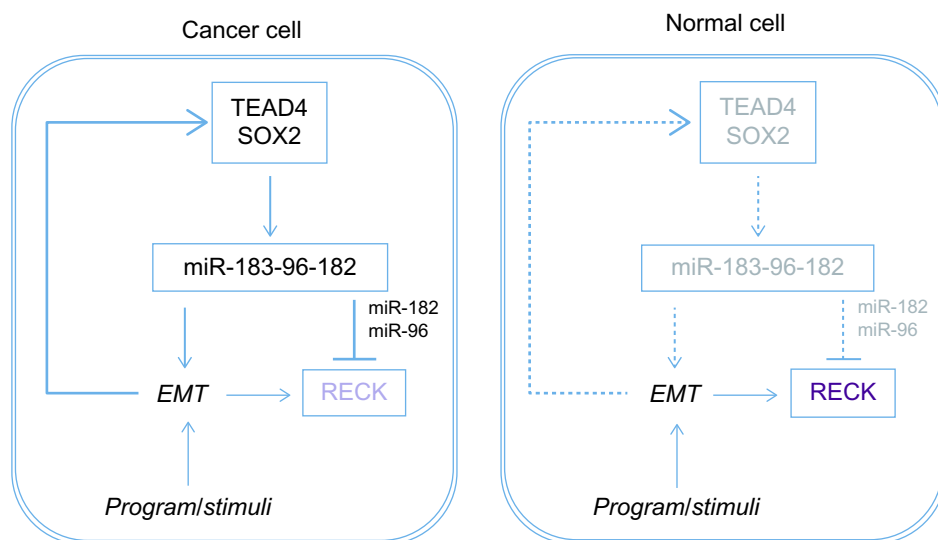 Cancer cell
TEAD4
SOX2
miR-183-96-182
miR-182
miR-96
EMT
RECK
Program/stimuli
Normal cell
TEAD4
SOX2
miR-183-96-182
miR-182
miR-96
EMT
RECK
Program/stimuli